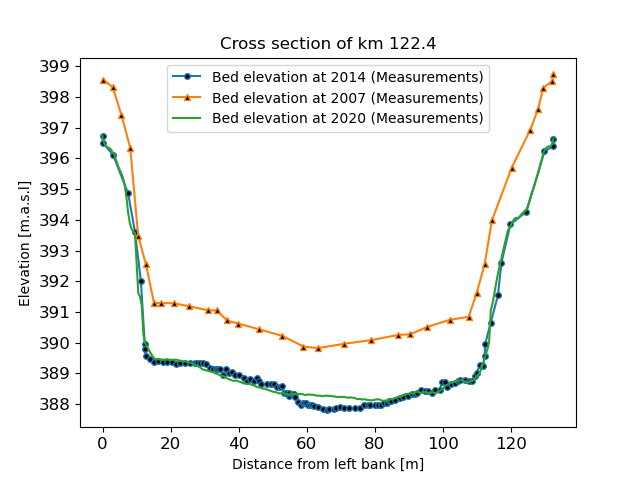 Cross section of km 122.4
Bed elevation at 2014 (Measurements)
Bed elevation at 2007 (Measurements)
Bed elevation at 2020 (Measurements)
Elevation [m.a.s.l]
399
398
397
396
395
394
393
392
391
390
389
388
0 20 40 60 80 100 120
Distance from left bank [m]